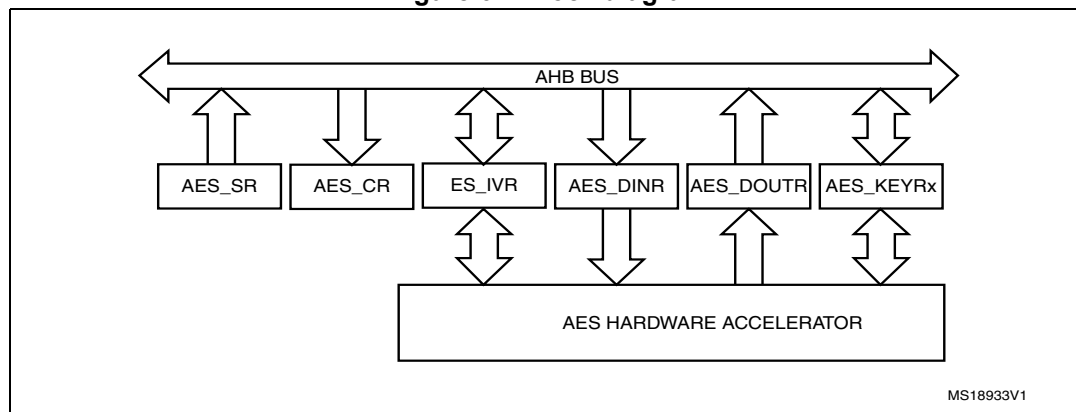 AHB BUS
AES_SR AES_CR ES_IVR AES_DINR AES_DOUTR AES_KEYRx
AES HARDWARE ACCELERATOR
MS18933V1